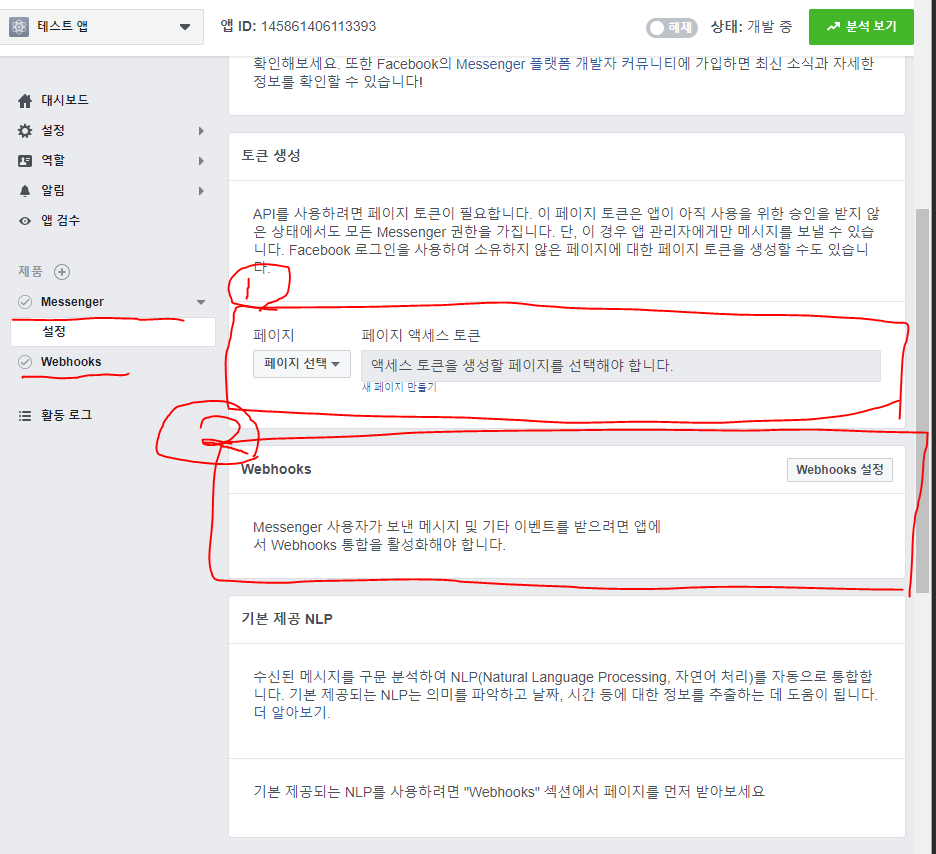 테스트 앱
앱 ID: 145861406113393
해제
상태: 개발 중
분석 보기
대시보드
설정
역할
알림
앱 검수
제품
Messenger
설정
Webhooks
활동 로그
확인해보세요. 또한 Facebook의 Messenger 플랫폼 개발자 커뮤니티에 가입하면 최신 소식과 자세한
정보를 확인할 수 있습니다!
토큰 생성
API를 사용하려면 페이지 토큰이 필요합니다. 이 페이지 토큰은 앱이 아직 사용을 위한 승인을 받지 않
은 상태에서도 모든 Messenger 권한을 가집니다. 단, 이 경우 앱 관리자에게만 메시지를 보낼 수 있습
니다. Facebook 로그인을 사용하여 소유하지 않은 페이지에 대한 페이지 토큰을 생성할 수도 있습니
다.
1
페이지
페이지 액세스 토큰
페이지 선택
액세스 토큰을 생성할 페이지를 선택해야 합니다.
새 페이지 만들기
2
Webhooks
Webhooks 설정
Messenger 사용자가 보낸 메시지 및 기타 이벤트를 받으려면 앱에
서 Webhooks 통합을 활성화해야 합니다.
기본 제공 NLP
수신된 메시지를 구문 분석하여 NLP(Natural Language Processing, 자연어 처리)를 자동으로 통합합
니다. 기본 제공되는 NLP는 의미를 파악하고 날짜, 시간 등에 대한 정보를 추출하는 데 도움이 됩니다.
더 알아보기.
기본 제공되는 NLP를 사용하려면 "Webhooks" 섹션에서 페이지를 먼저 받아보세요